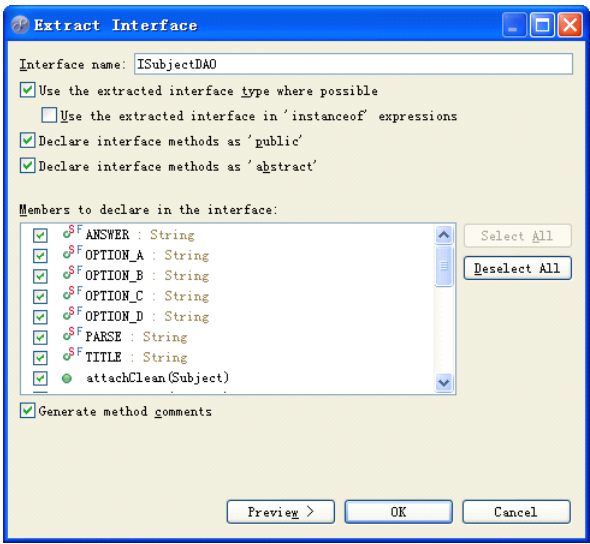 Extract Interface
Interface name: ISubjectDAO
Use the extracted interface type where possible
Use the extracted interface in 'instanceof' expressions
Declare interface methods as 'public'
Declare interface methods as 'abstract'
Members to declare in the interface:
S F ANSWER : String
S F OPTION_A : String
S F OPTION_B : String
S F OPTION_C : String
S F OPTION_D : String
S F PARSE : String
S F TITLE : String
attachClean(Subject)
Select All
Deselect All
Generate method comments
Preview > OK Cancel